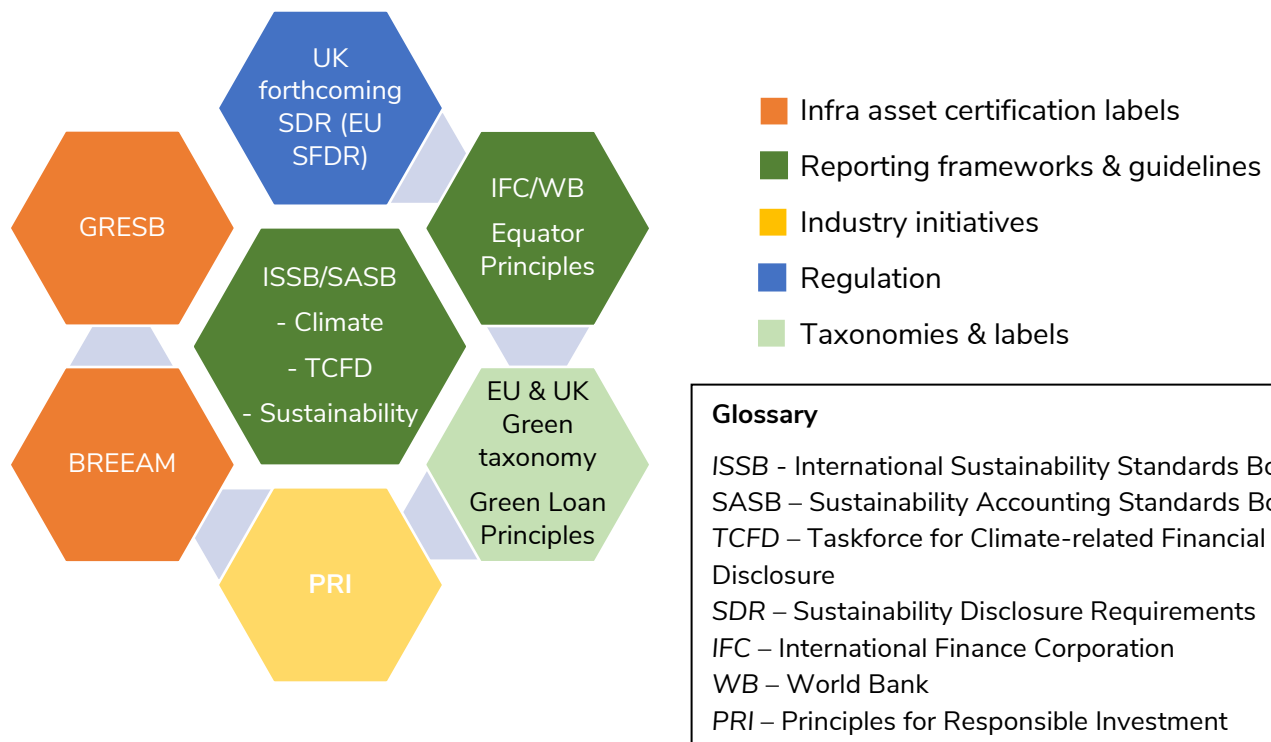 UK
forthcoming
SDR (EU
SFDR)
GRESB
IFC/WB
Equator
Principles
ISSB/SASB
- Climate
- TCFD
- Sustainability
BREEAM
EU & UK
Green
taxonomy
Green Loan
Principles
PRI
Infra asset certification labels
Reporting frameworks & guidelines
Industry initiatives
Regulation
Taxonomies & labels
Glossary
ISSB - International Sustainability Standards
SASB – Sustainability Accounting Standards
TCFD – Taskforce for Climate-related Financial
Disclosure
SDR – Sustainability Disclosure Requirements
IFC – International Finance Corporation
WB – World Bank
PRI – Principles for Responsible Investment